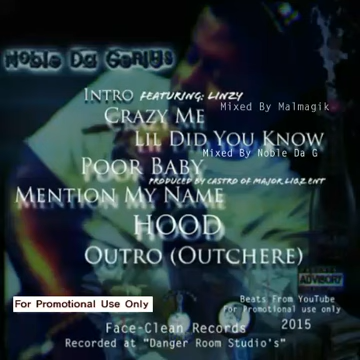 Noble Da Genius
Intro featuring: Linzy
Mixed By Malmagik
Crazy Me
Lil Did You Know
Mixed By Noble Da G
Poor Baby
produced by Castro of Major Libz Ent
Mention My Name
HOOD
Outro (Outchere)
ADVISORY
For Promotional Use Only
Beats From YouTube
For Promotional use only
2015
Face-Clean Records
Recorded at "Danger Room Studio's"